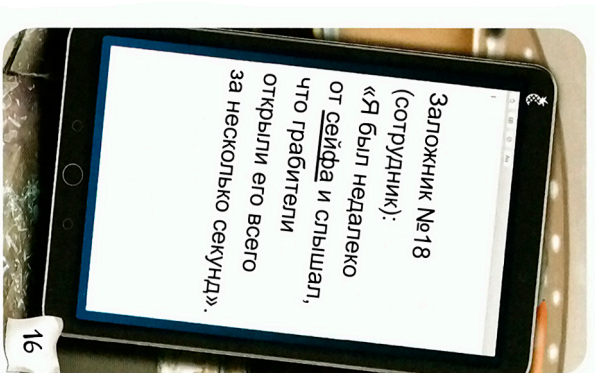 Заложник №18
(сотрудник):
«Я был недалеко
от сейфа и слышал,
что грабители
открыли его всего
за несколько секунд».
16